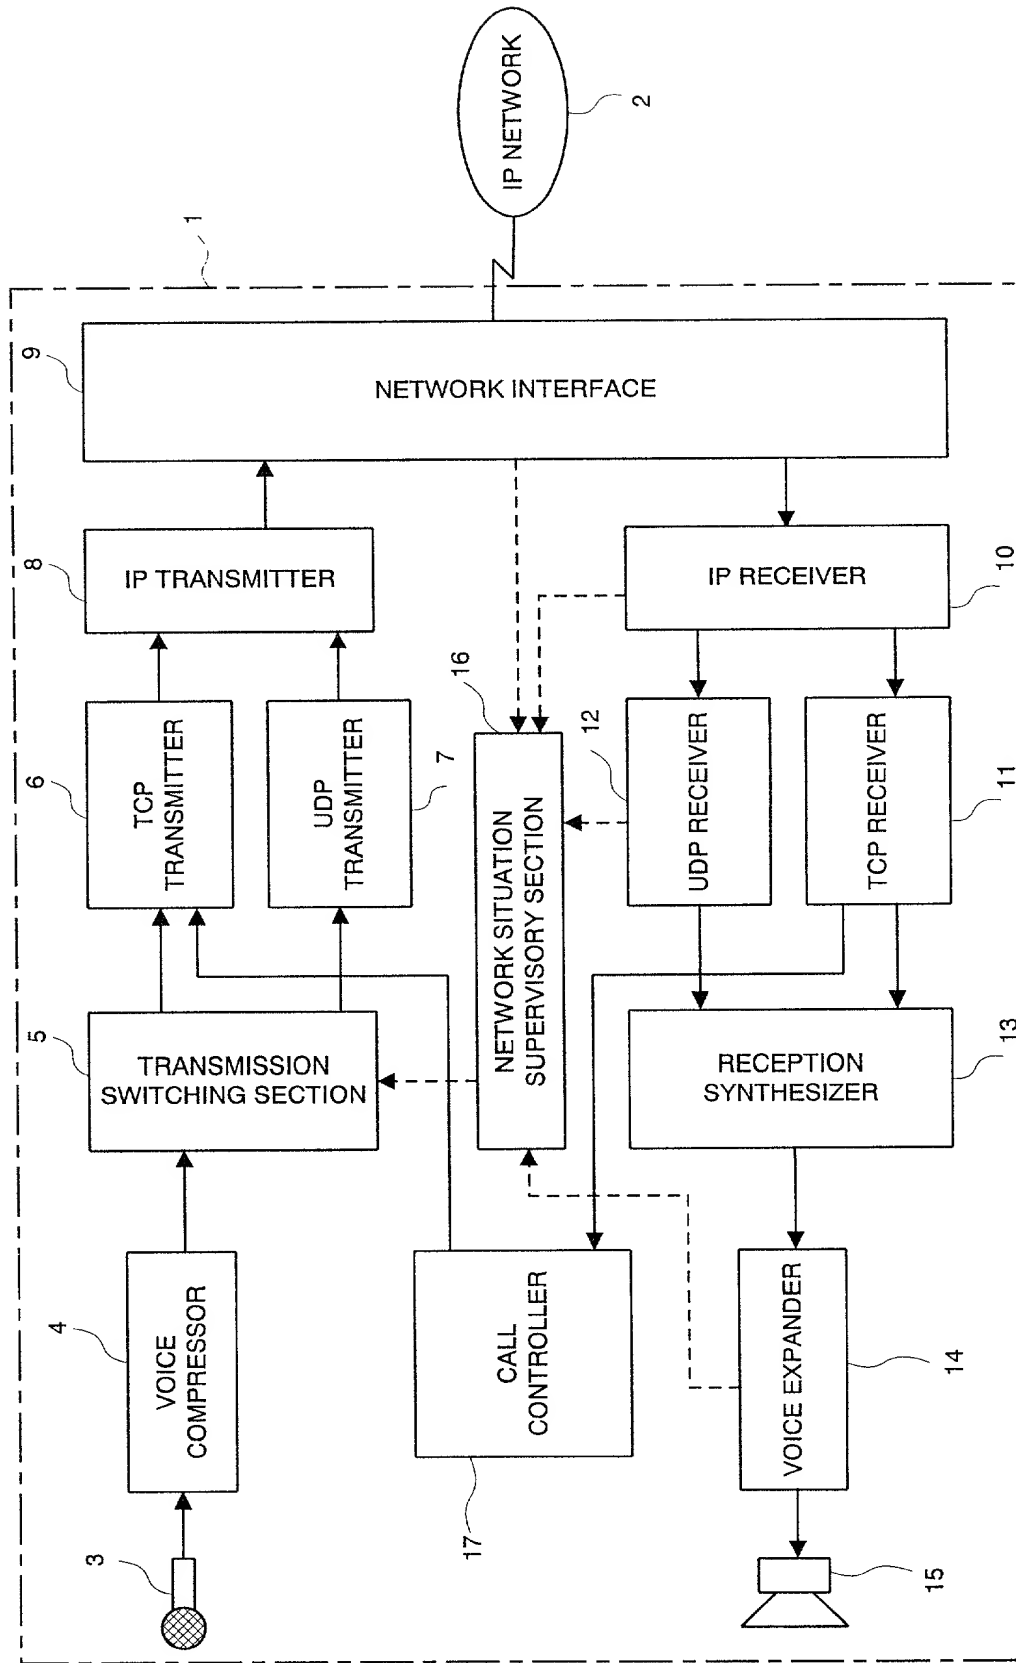 1
IP NETWORK
2
9
NETWORK INTERFACE
8
IP TRANSMITTER
IP RECEIVER
10
6
TCP
TRANSMITTER
UDP
TRANSMITTER
7
16
NETWORK SITUATION
SUPERVISORY SECTION
12
UDP RECEIVER
TCP RECEIVER
11
5
TRANSMISSION
SWITCHING SECTION
RECEPTION
SYNTHESIZER
13
4
VOICE
COMPRESSOR
CALL
CONTROLLER
17
VOICE EXPANDER
14
3
15